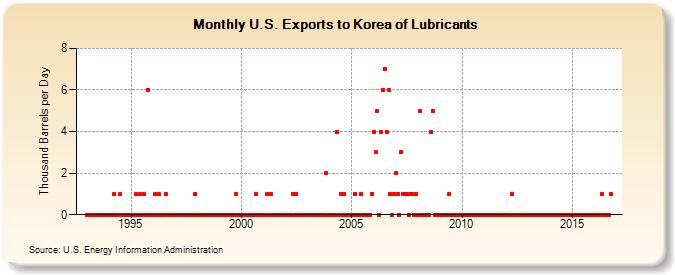 Monthly U.S. Exports to Korea of Lubricants
Thousand Barrels per Day
8
6
4
2
0
1995 2000 2005 2010 2015
Source: U.S. Energy Information Administration